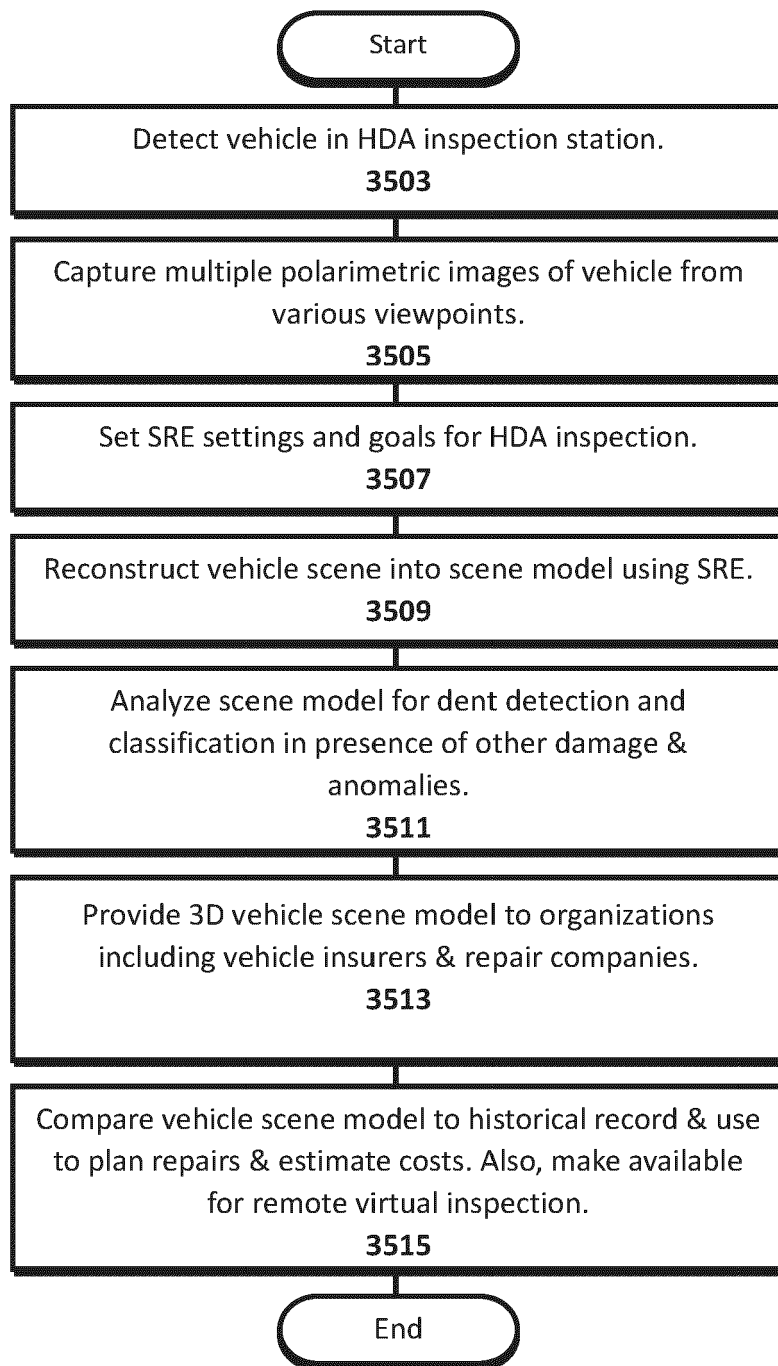 Start
Detect vehicle in HDA inspection station.
3503
Capture multiple polarimetric images of vehicle from
various viewpoints.
3505
Set SRE settings and goals for HDA inspection.
3507
Reconstruct vehicle scene into scene model using SRE.
3509
Analyze scene model for dent detection and
classification in presence of other damage &
anomalies.
3511
Provide 3D vehicle scene model to organizations
including vehicle insurers & repair companies.
3513
Compare vehicle scene model to historical record & use
to plan repairs & estimate costs. Also, make available
for remote virtual inspection.
3515
End